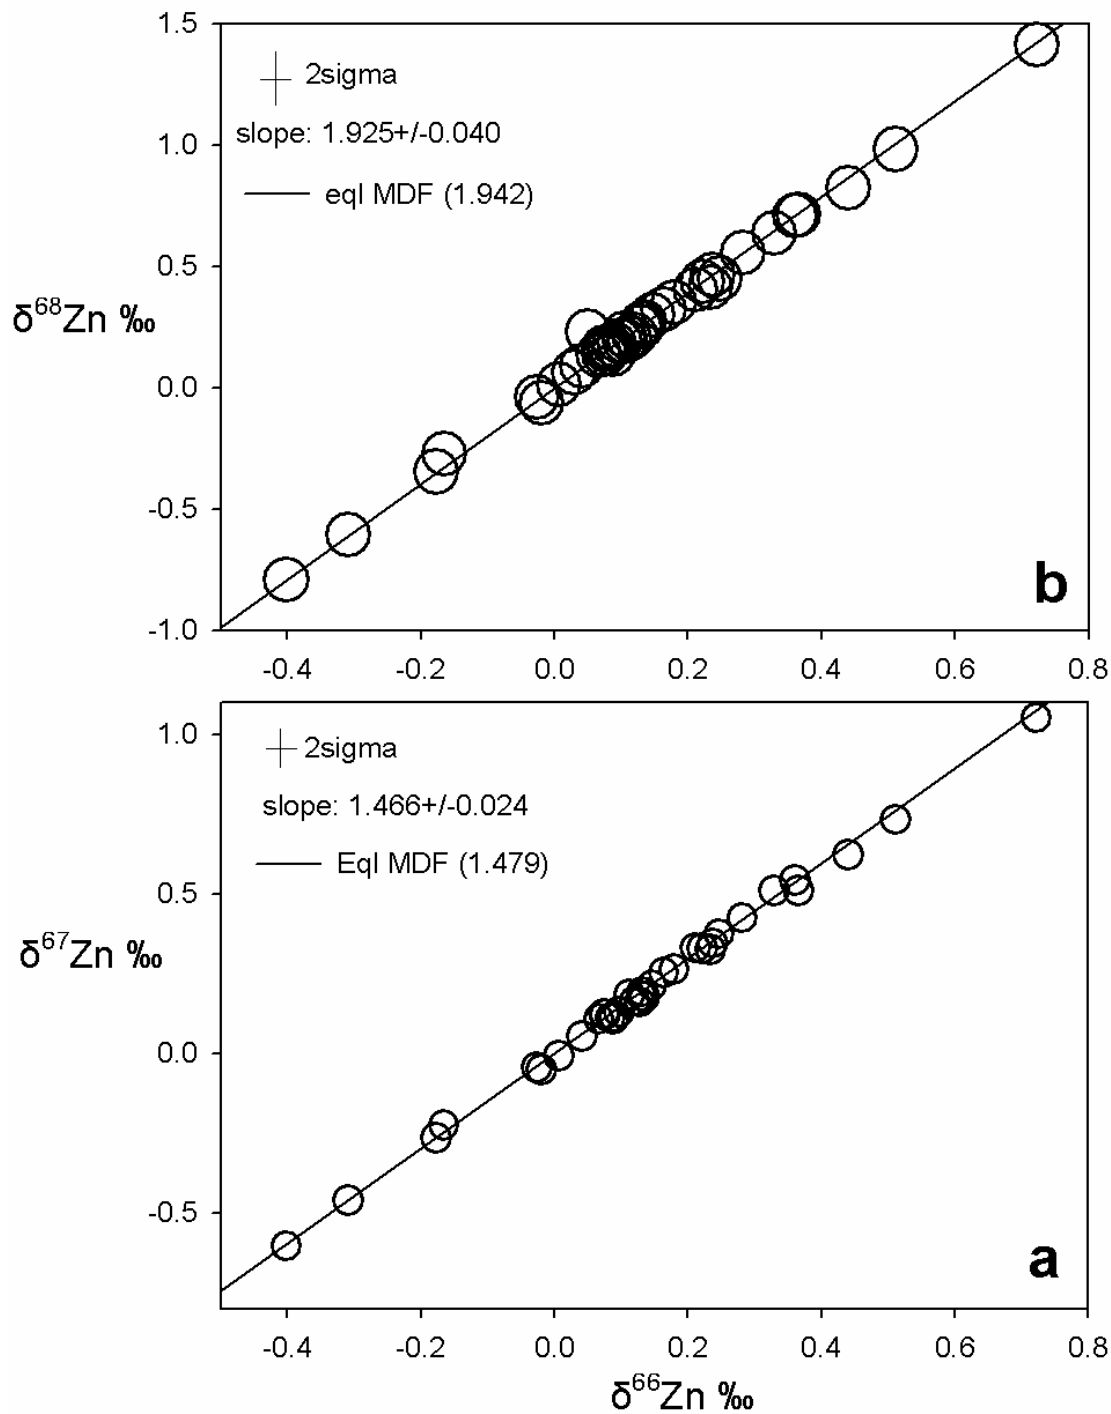 1.5
2sigma
slope: 1.925+/-0.040
1.0
eql MDF (1.942)
0.5
δ⁶⁸Zn ‰
0.0
-0.5
b
-1.0
-0.4 -0.2 0.0 0.2 0.4 0.6 0.8
1.0
2sigma
slope: 1.466+/-0.024
Eql MDF (1.479)
0.5
δ⁶⁷Zn ‰
0.0
-0.5
a
-0.4 -0.2 0.0 0.2 0.4 0.6 0.8
δ⁶⁶Zn ‰